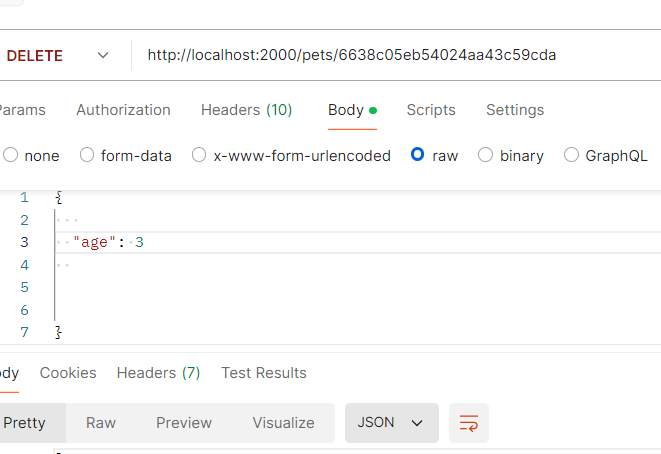 DELETE http://localhost:2000/pets/6638c05eb54024aa43c59cda
Params Authorization Headers (10) Body Scripts Settings
none form-data x-www-form-urlencoded raw binary GraphQL
1 {
2
3 "age": 3
4
5
6
7 }
Body Cookies Headers (7) Test Results
Pretty Raw Preview Visualize JSON